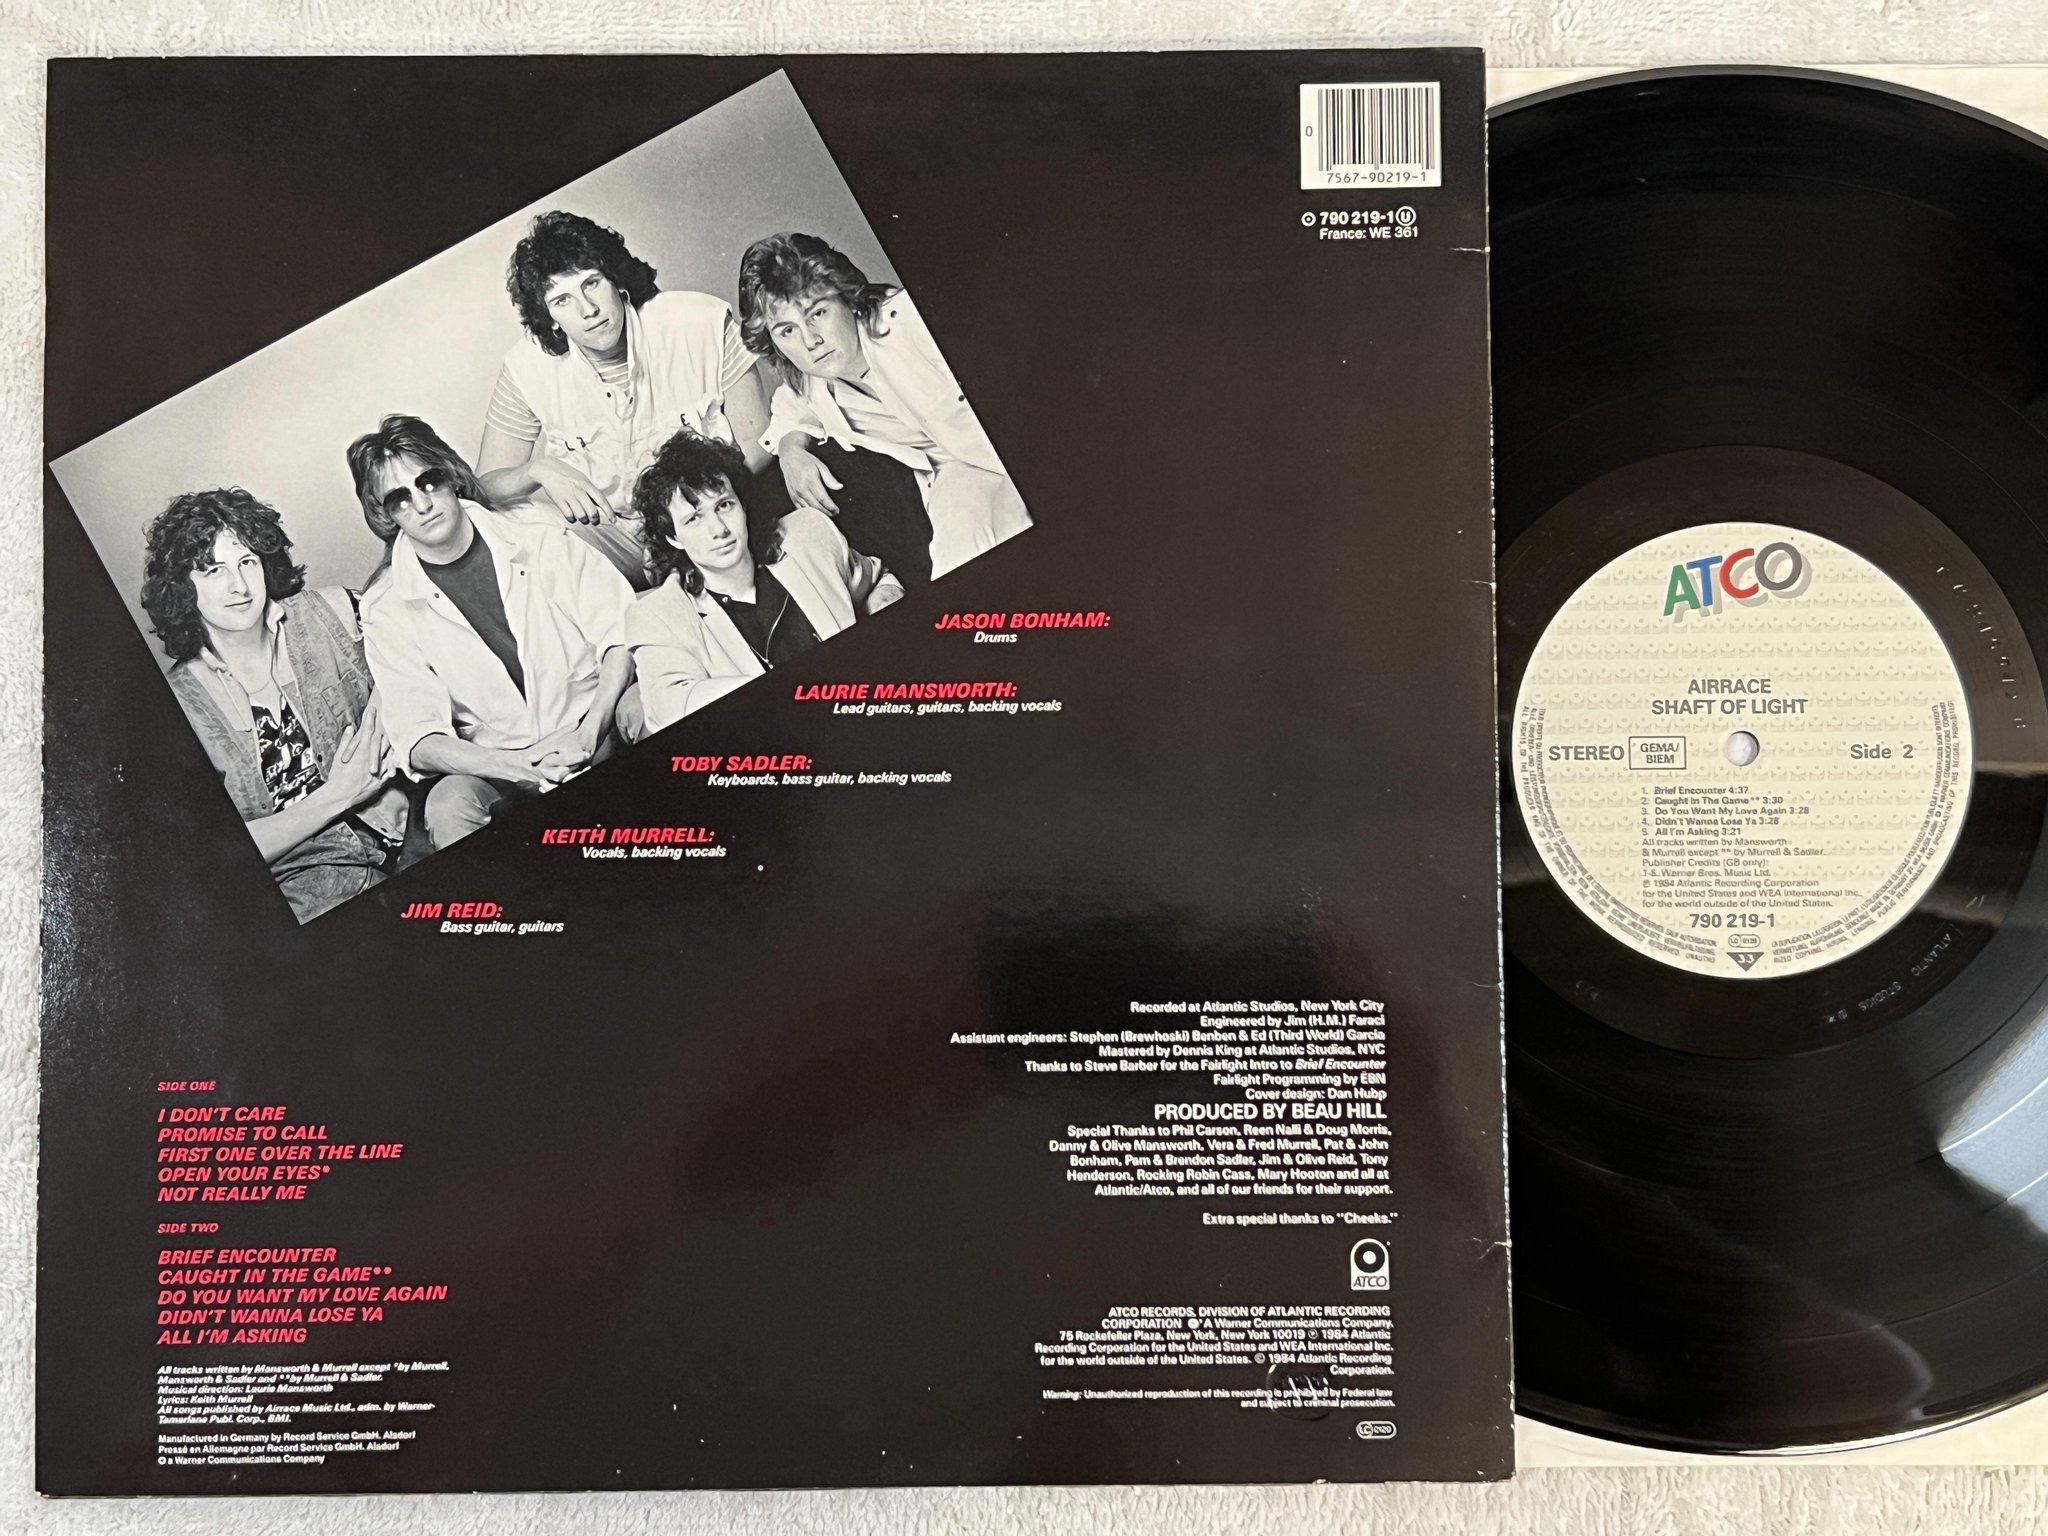 0
7567-90219-1
790 219-1 U
France: WE 361
JASON BONHAM:
Drums
LAURIE MANSWORTH:
Lead guitars, guitars, backing vocals
TOBY SADLER:
Keyboards, bass guitar, backing vocals
KEITH MURRELL:
Vocals, backing vocals
JIM REID:
Bass guitar, guitars
SIDE ONE
I DON'T CARE
PROMISE TO CALL
FIRST ONE OVER THE LINE
OPEN YOUR EYES*
NOT REALLY ME
SIDE TWO
BRIEF ENCOUNTER
CAUGHT IN THE GAME**
DO YOU WANT MY LOVE AGAIN
DIDN'T WANNA LOSE YA
ALL I'M ASKING
All tracks written by Mansworth & Murrell except *by Murrell,
Mansworth & Sadler and **by Murrell & Sadler.
Musical direction: Laurie Mansworth
Lyrics: Keith Murrell
All songs published by Airrace Music Ltd., adm. by Warner-
Tamerlane Publ. Corp., BMI.
Manufactured in Germany by Record Service GmbH. Alsdorf
Pressé en Allemagne par Record Service GmbH. Alsdorf
a Warner Communications Company
Recorded at Atlantic Studios, New York City
Engineered by Jim (H.M.) Faraci
Assistant engineers: Stephen (Brewhoski) Benben & Ed (Third World) Garcia
Mastered by Dennis King at Atlantic Studios, NYC
Thanks to Steve Barber for the Fairlight Intro to Brief Encounter
Fairlight Programming by EBN
Cover design: Dan Hubp
PRODUCED BY BEAU HILL
Special Thanks to Phil Carson, Reen Nalli & Doug Morris,
Danny & Olive Mansworth, Vera & Fred Murrell, Pat & John
Bonham, Pam & Brendon Sadler, Jim & Olive Reid, Tony
Henderson, Rocking Robin Cass, Mary Hooton and all at
Atlantic/Atco, and all of our friends for their support.
Extra special thanks to "Cheeks."
ATCO
ATCO RECORDS, DIVISION OF ATLANTIC RECORDING
CORPORATION A Warner Communications Company.
75 Rockefeller Plaza, New York, New York 10019 ℗ 1984 Atlantic
Recording Corporation for the United States and WEA International Inc.
for the world outside of the United States. © 1984 Atlantic Recording
Corporation.
Warning: Unauthorized reproduction of this recording is prohibited by Federal law
and subject to criminal prosecution.
LC 0120
ATCO
AIRRACE
SHAFT OF LIGHT
STEREO
GEMA/
BIEM
Side 2
1. Brief Encounter 4:37
2. Caught In The Game ** 3:30
3. Do You Want My Love Again 3:28
4. Didn't Wanna Lose Ya 3:28
5. All I'm Asking 3:21
All tracks written by Mansworth
& Murrell except ** by Murrell & Sadler.
Publisher Credits (GB only):
1-5. Warner Bros. Music Ltd.
℗ 1984 Atlantic Recording Corporation
for the United States and WEA International Inc.
for the world outside of the United States.
790 219-1
LC 0120
33
ATLANTIC STUDIOS DK